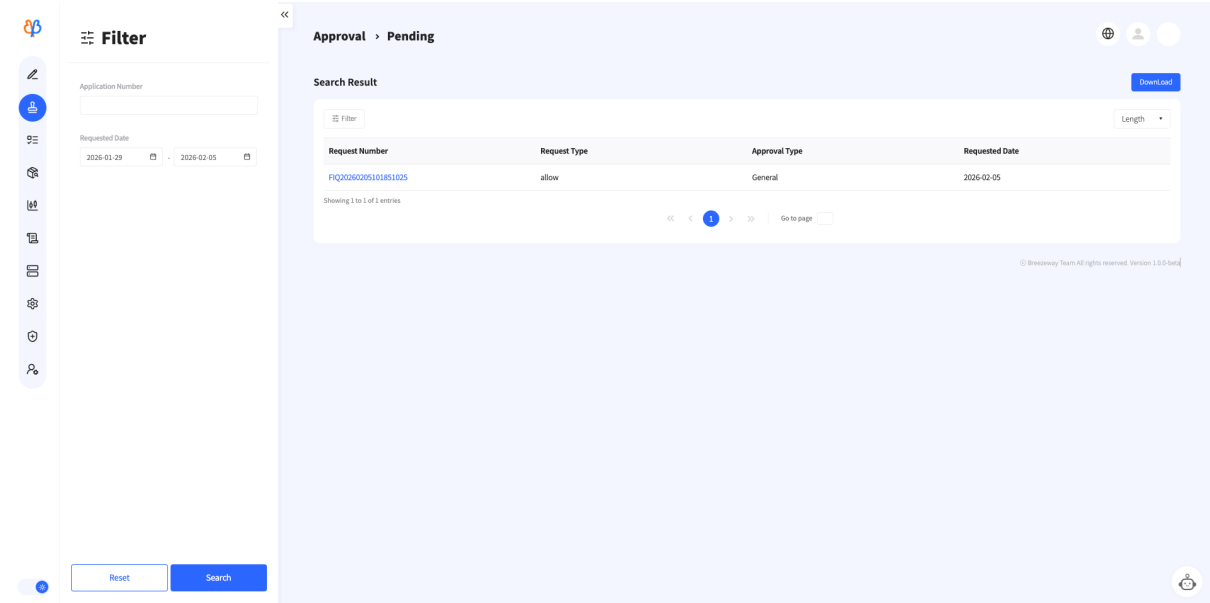 Filter
Application Number
Requested Date
2026-01-29 - 2026-02-05
Reset
Search
Approval > Pending
Search Result
DownLoad
Filter
Length
Request Number Request Type Approval Type Requested Date
FIQ20260205101851025 allow General 2026-02-05
Showing 1 to 1 of 1 entries
1
Go to page
ⓒ Breezeway Team All rights reserved. Version 1.0.0-beta